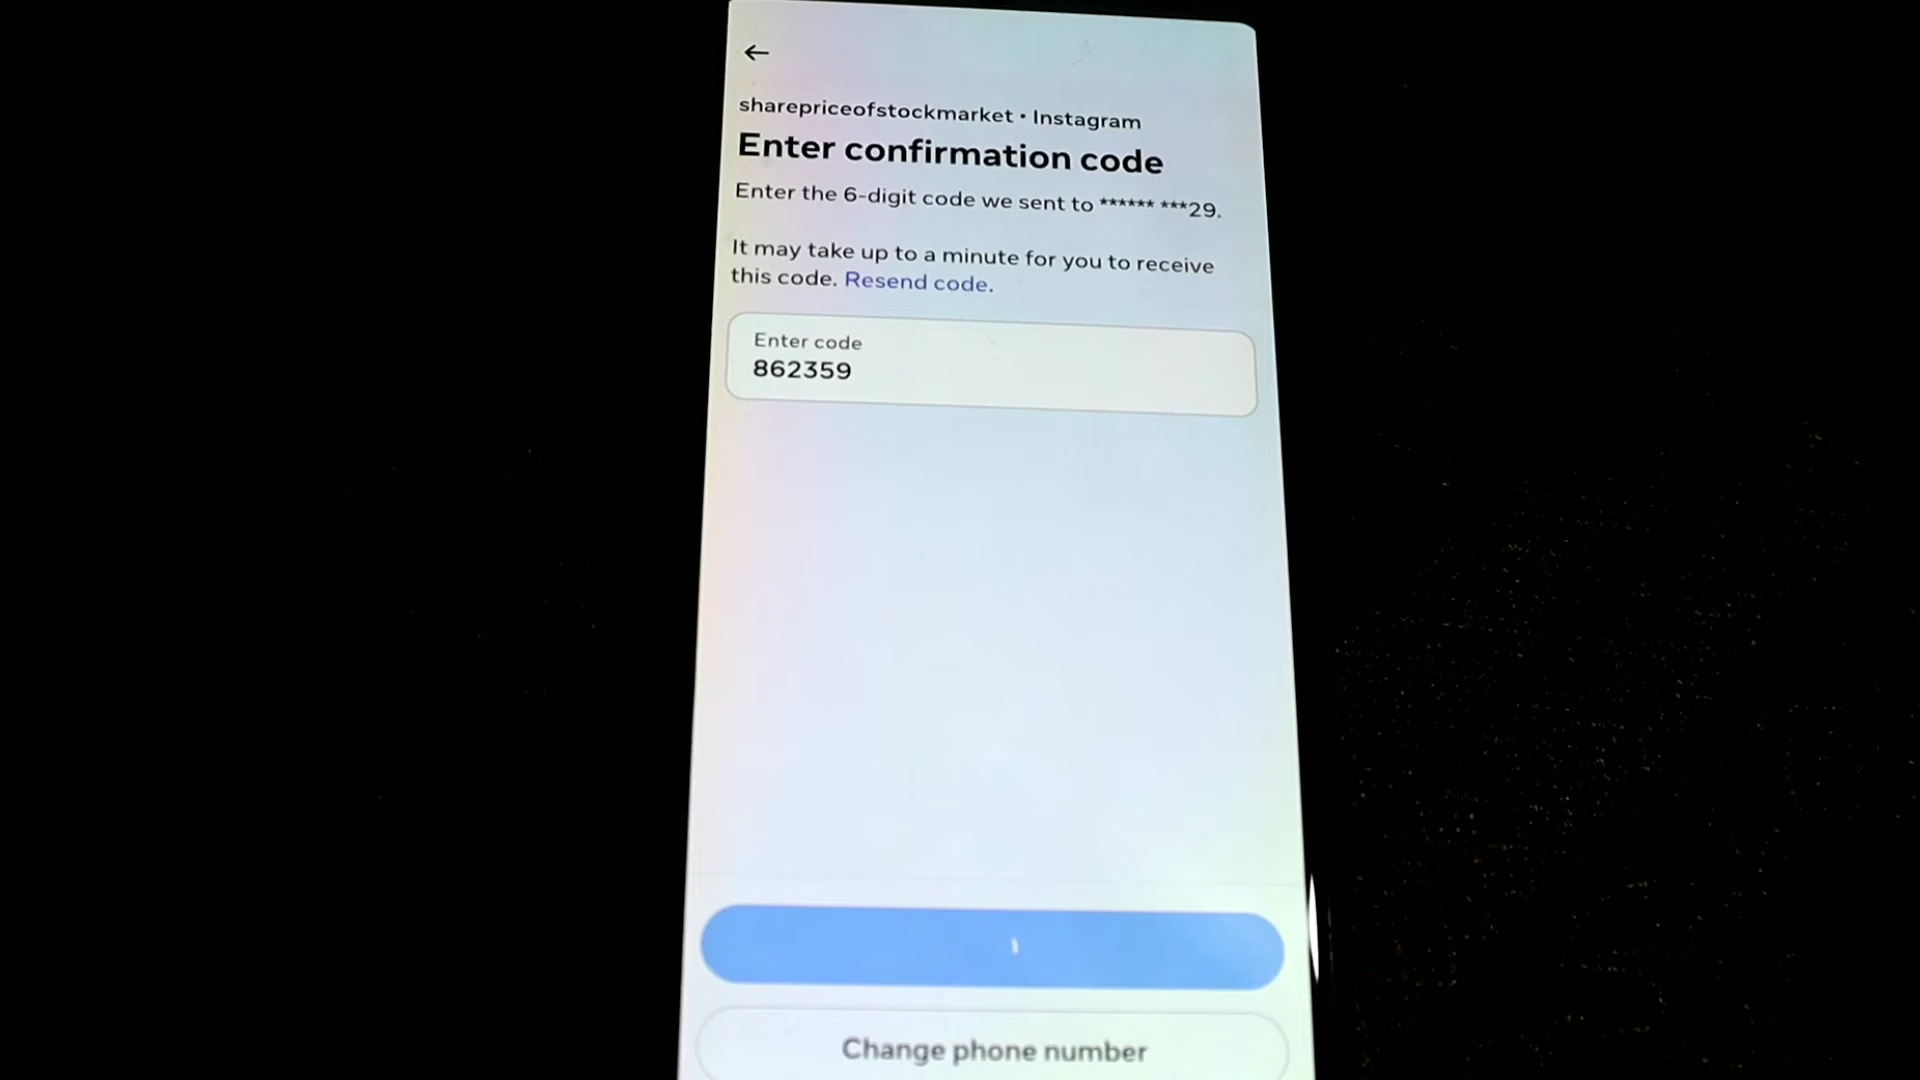 sharepriceofstockmarket • Instagram
Enter confirmation code
Enter the 6-digit code we sent to ****** ***29.
It may take up to a minute for you to receive
this code. Resend code.
Enter code
862359
Change phone number